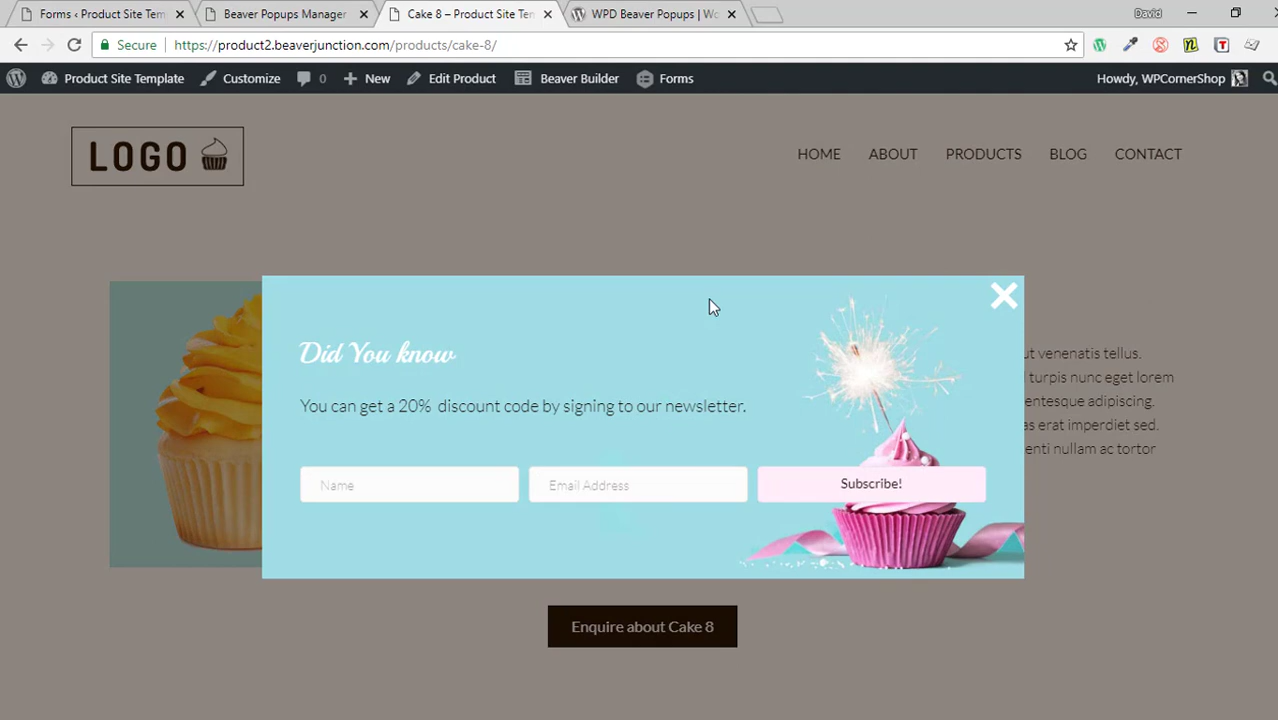 Forms ‹ Product Site Tem
Beaver Popups Manager
Cake 8 – Product Site Ten
WPD Beaver Popups | Wo
David
Secure
https://product2.beaverjunction.com/products/cake-8/
Product Site Template
Customize
0
New
Edit Product
Beaver Builder
Forms
Howdy, WPCornerShop
LOGO
HOME
ABOUT
PRODUCTS
BLOG
CONTACT
Did You know
You can get a 20% discount code by signing to our newsletter.
Name
Email Address
Subscribe!
ut venenatis tellus.
turpis nunc eget lorem
entesque adipiscing.
as erat imperdiet sed.
enti nullam ac tortor
Enquire about Cake 8